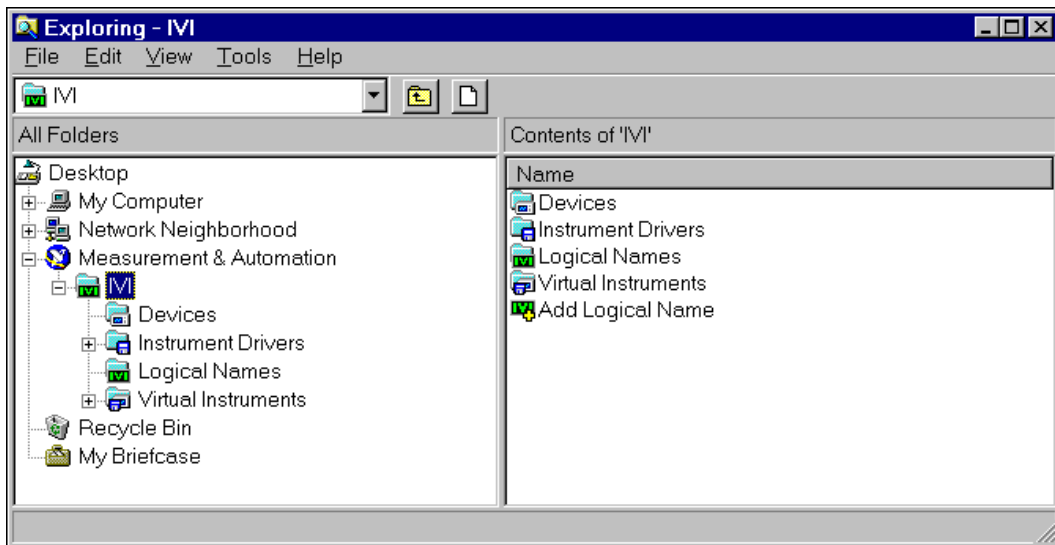 Exploring - IVI
File Edit View Tools Help
IVI
All Folders
Contents of 'IVI'
Desktop
My Computer
Network Neighborhood
Measurement & Automation
IVI
Devices
Instrument Drivers
Logical Names
Virtual Instruments
Recycle Bin
My Briefcase
Name
Devices
Instrument Drivers
Logical Names
Virtual Instruments
Add Logical Name